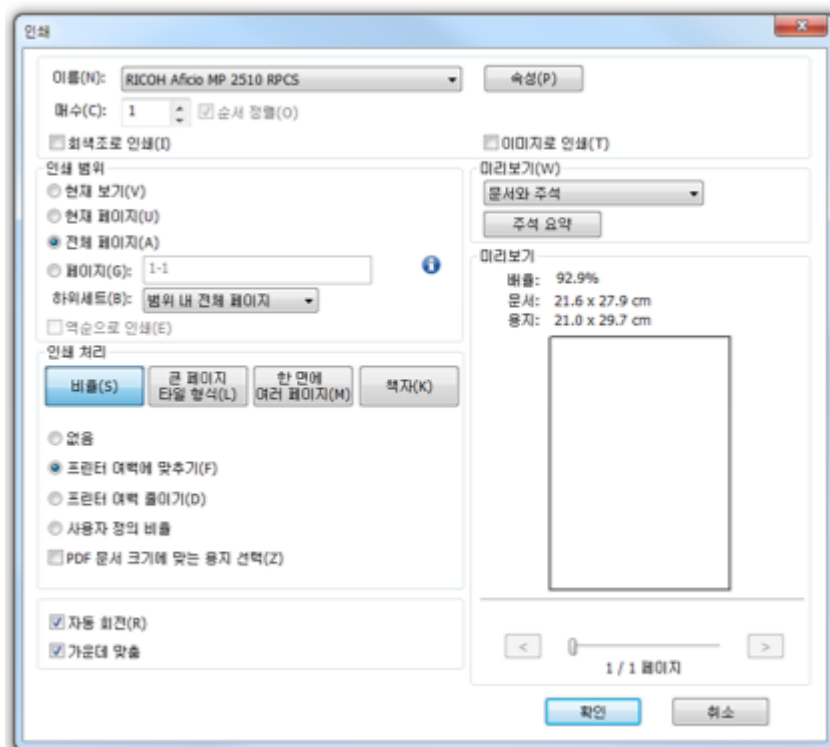 인쇄
이름(N): RICOH Aficio MP 2510 RPCS 속성(P)
매수(C): 1 순서 정렬(O)
회색조로 인쇄(I) 이미지로 인쇄(T)
인쇄 범위
현재 보기(V)
현재 페이지(U)
전체 페이지(A)
페이지(G): 1-1
하위세트(B): 범위 내 전체 페이지
역순으로 인쇄(E)
미리보기(W)
문서와 주석
주석 요약
미리보기
배율: 92.9%
문서: 21.6 x 27.9 cm
용지: 21.0 x 29.7 cm
인쇄 처리
비율(S)
큰 페이지
타일 형식(L)
한 면에
여러 페이지(M)
책자(K)
없음
프린터 여백에 맞추기(F)
프린터 여백 줄이기(D)
사용자 정의 비율
PDF 문서 크기에 맞는 용지 선택(Z)
자동 회전(R)
가운데 맞춤
< >
1 / 1 페이지
확인 취소